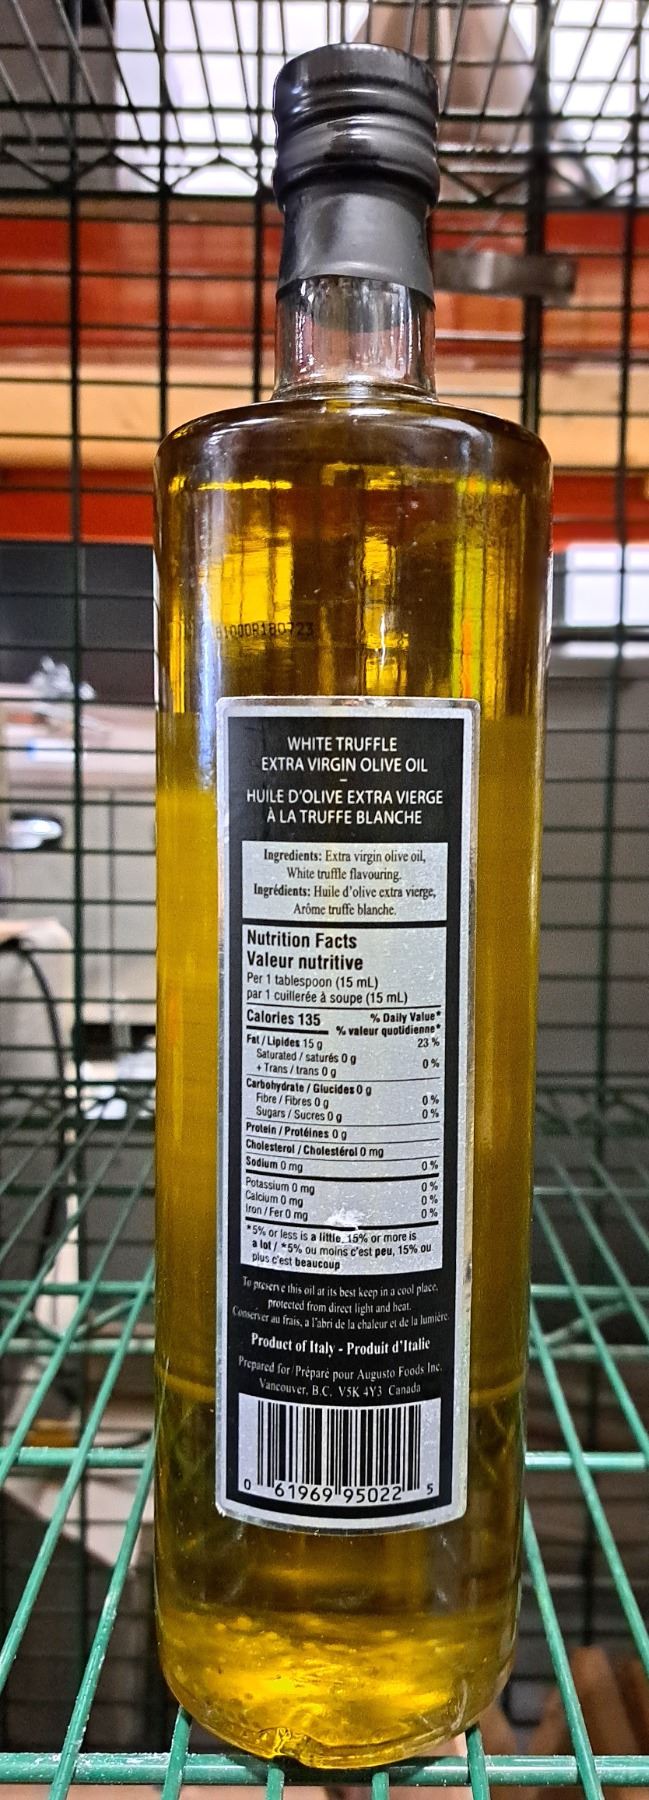 WHITE TRUFFLE
EXTRA VIRGIN OLIVE OIL
–
HUILE D'OLIVE EXTRA VIERGE
À LA TRUFFE BLANCHE
Ingredients: Extra virgin olive oil,
White truffle flavouring.
Ingrédients: Huile d'olive extra vierge,
Arôme truffe blanche.
Nutrition Facts
Valeur nutritive
Per 1 tablespoon (15 mL)
par 1 cuillerée à soupe (15 mL)
Calories 135 % Daily Value*
% valeur quotidienne*
Fat / Lipides 15 g 23 %
Saturated / saturés 0 g
+ Trans / trans 0 g 0 %
Carbohydrate / Glucides 0 g
Fibre / Fibres 0 g 0 %
Sugars / Sucres 0 g 0 %
Protein / Protéines 0 g
Cholesterol / Cholestérol 0 mg
Sodium 0 mg 0 %
Potassium 0 mg 0 %
Calcium 0 mg 0 %
Iron / Fer 0 mg 0 %
*5% or less is a little, 15% or more is
a lot / *5% ou moins c'est peu, 15% ou
plus c'est beaucoup
To preserve this oil at its best keep in a cool place,
protected from direct light and heat.
Conserver au frais, a l'abri de la chaleur et de la lumière.
Product of Italy - Produit d'Italie
Prepared for/Préparé pour Augusto Foods Inc.
Vancouver, B.C. V5K 4Y3 Canada
0 61969 95022 5